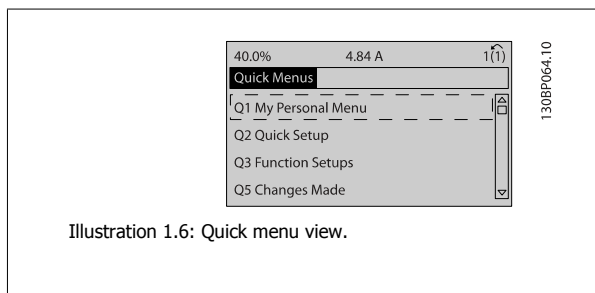 40.0% 4.84 A 1(1)
Quick Menus
Q1 My Personal Menu
Q2 Quick Setup
Q3 Function Setups
Q5 Changes Made
130BP064.10
Illustration 1.6: Quick menu view.